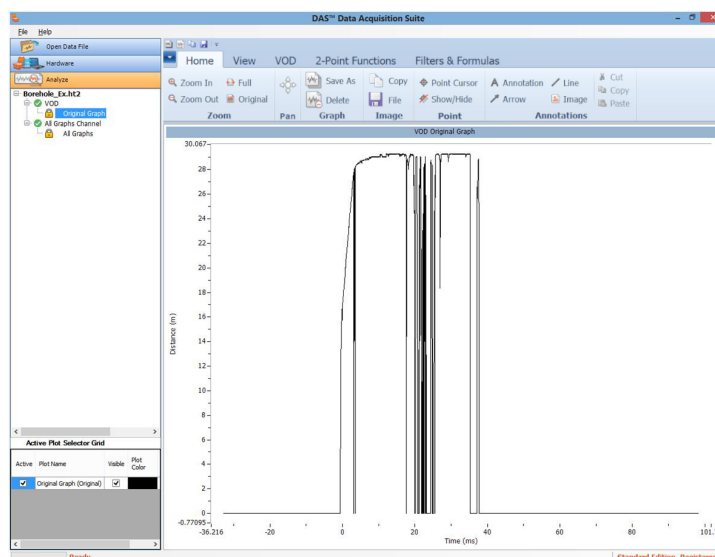 DAS™ Data Acquisition Suite
File Help
Open Data File
Hardware
Analyze
Borehole_Ex.ht2
VOD
Original Graph
All Graphs Channel
All Graphs
Home View VOD 2-Point Functions Filters & Formulas
Zoom In Full Save As Copy Point Cursor Annotation Line Cut
Copy
Zoom Out Original Delete File Show/Hide Arrow Image Paste
Zoom Pan Graph Image Point Annotations
VOD Original Graph
30.067
28
26
24
22
20
18
16
14
12
10
8
6
4
2
0
-0.77095
Distance (m)
-36.216 -20 0 20 40 60 80 101.
Time (ms)
Active Plot Selector Grid
Active Plot Name Visible Plot Color
Original Graph (Original)
Ready
Standard Edition